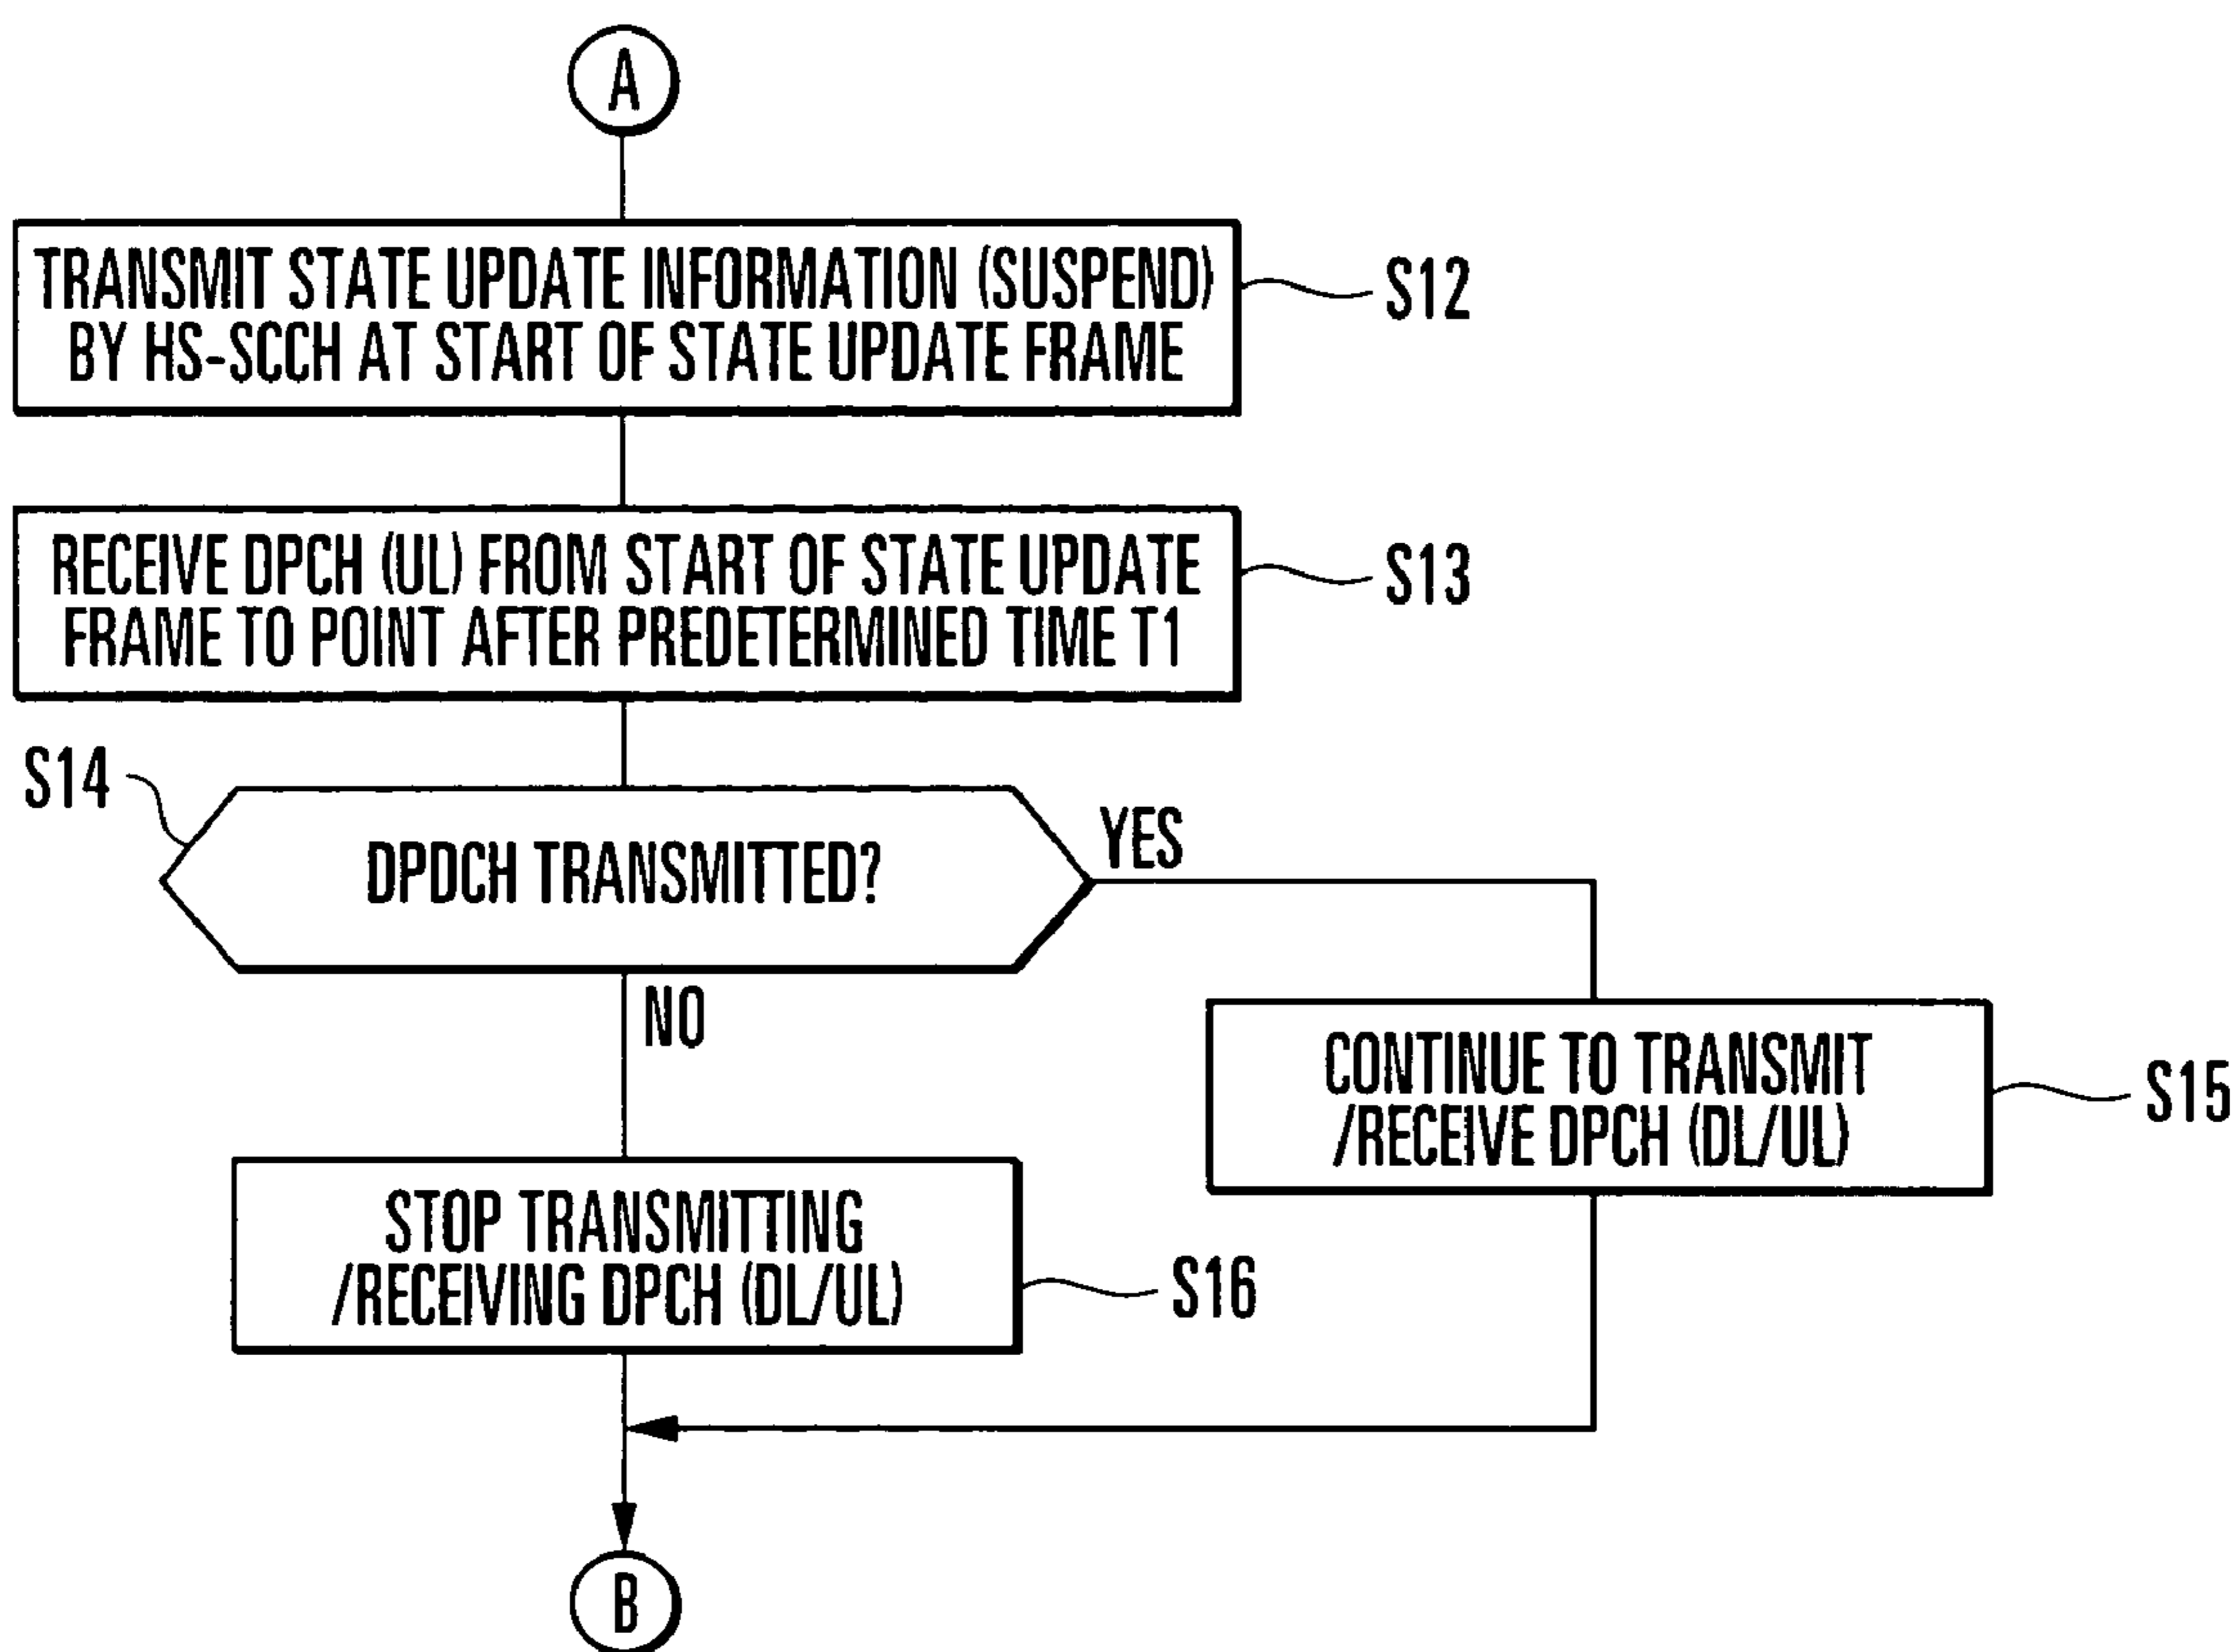 A
TRANSMIT STATE UPDATE INFORMATION (SUSPEND)
BY HS-SCCH AT START OF STATE UPDATE FRAME
S12
RECEIVE DPCH (UL) FROM START OF STATE UPDATE
FRAME TO POINT AFTER PREDETERMINED TIME T1
S13
S14
DPDCH TRANSMITTED?
YES
NO
CONTINUE TO TRANSMIT
/RECEIVE DPCH (DL/UL)
S15
STOP TRANSMITTING
/RECEIVING DPCH (DL/UL)
S16
B